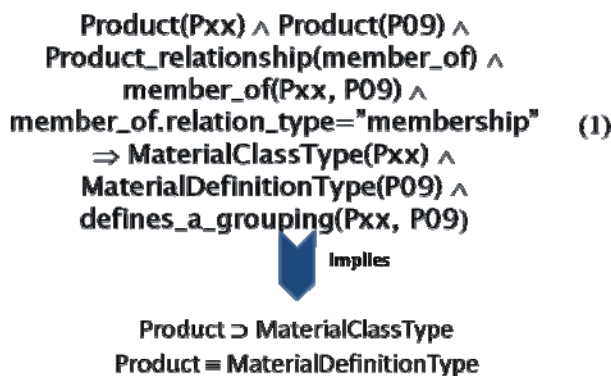 Product(Pxx) ∧ Product(P09) ∧
Product_relationship(member_of) ∧
member_of(Pxx, P09) ∧
member_of.relation_type="membership" (1)
⇒ MaterialClassType(Pxx) ∧
MaterialDefinitionType(P09) ∧
defines_a_grouping(Pxx, P09)
Implies
Product ⊃ MaterialClassType
Product ≡ MaterialDefinitionType